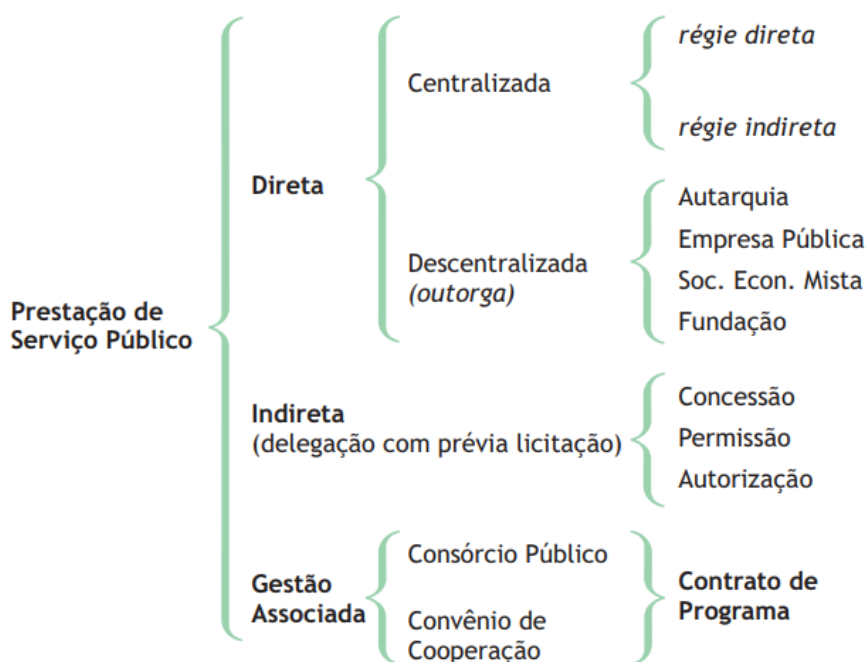 Prestação de
Serviço Público
Direta
Centralizada
régie direta
régie indireta
Descentralizada
(outorga)
Autarquia
Empresa Pública
Soc. Econ. Mista
Fundação
Indireta
(delegação com prévia licitação)
Concessão
Permissão
Autorização
Gestão
Associada
Consórcio Público
Convênio de
Cooperação
Contrato de
Programa